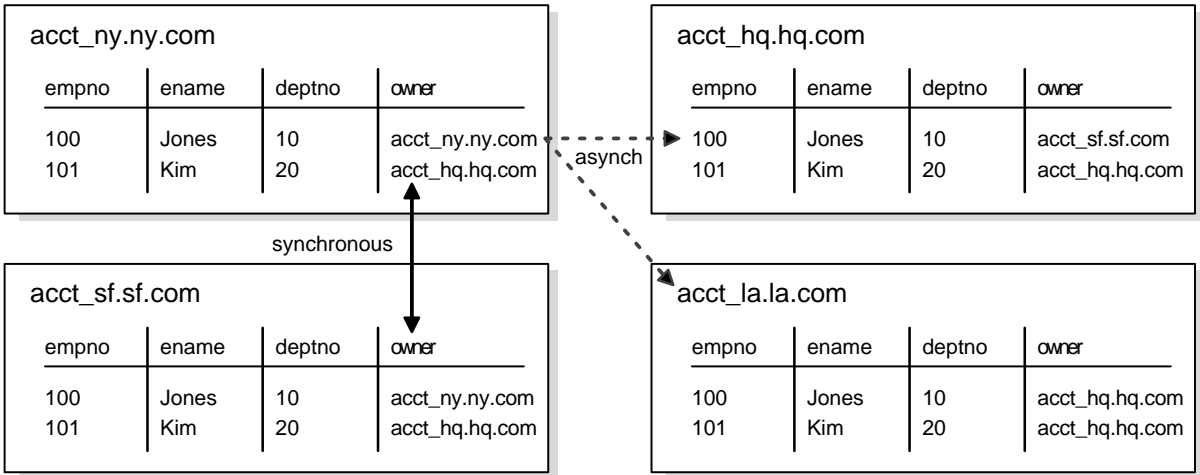 acct_ny.ny.com
empno ename deptno owner
100 Jones 10 acct_ny.ny.com
101 Kim 20 acct_hq.hq.com
acct_hq.hq.com
empno ename deptno owner
100 Jones 10 acct_sf.sf.com
101 Kim 20 acct_hq.hq.com
asynch
synchronous
acct_sf.sf.com
empno ename deptno owner
100 Jones 10 acct_ny.ny.com
101 Kim 20 acct_hq.hq.com
acct_la.la.com
empno ename deptno owner
100 Jones 10 acct_hq.hq.com
101 Kim 20 acct_hq.hq.com